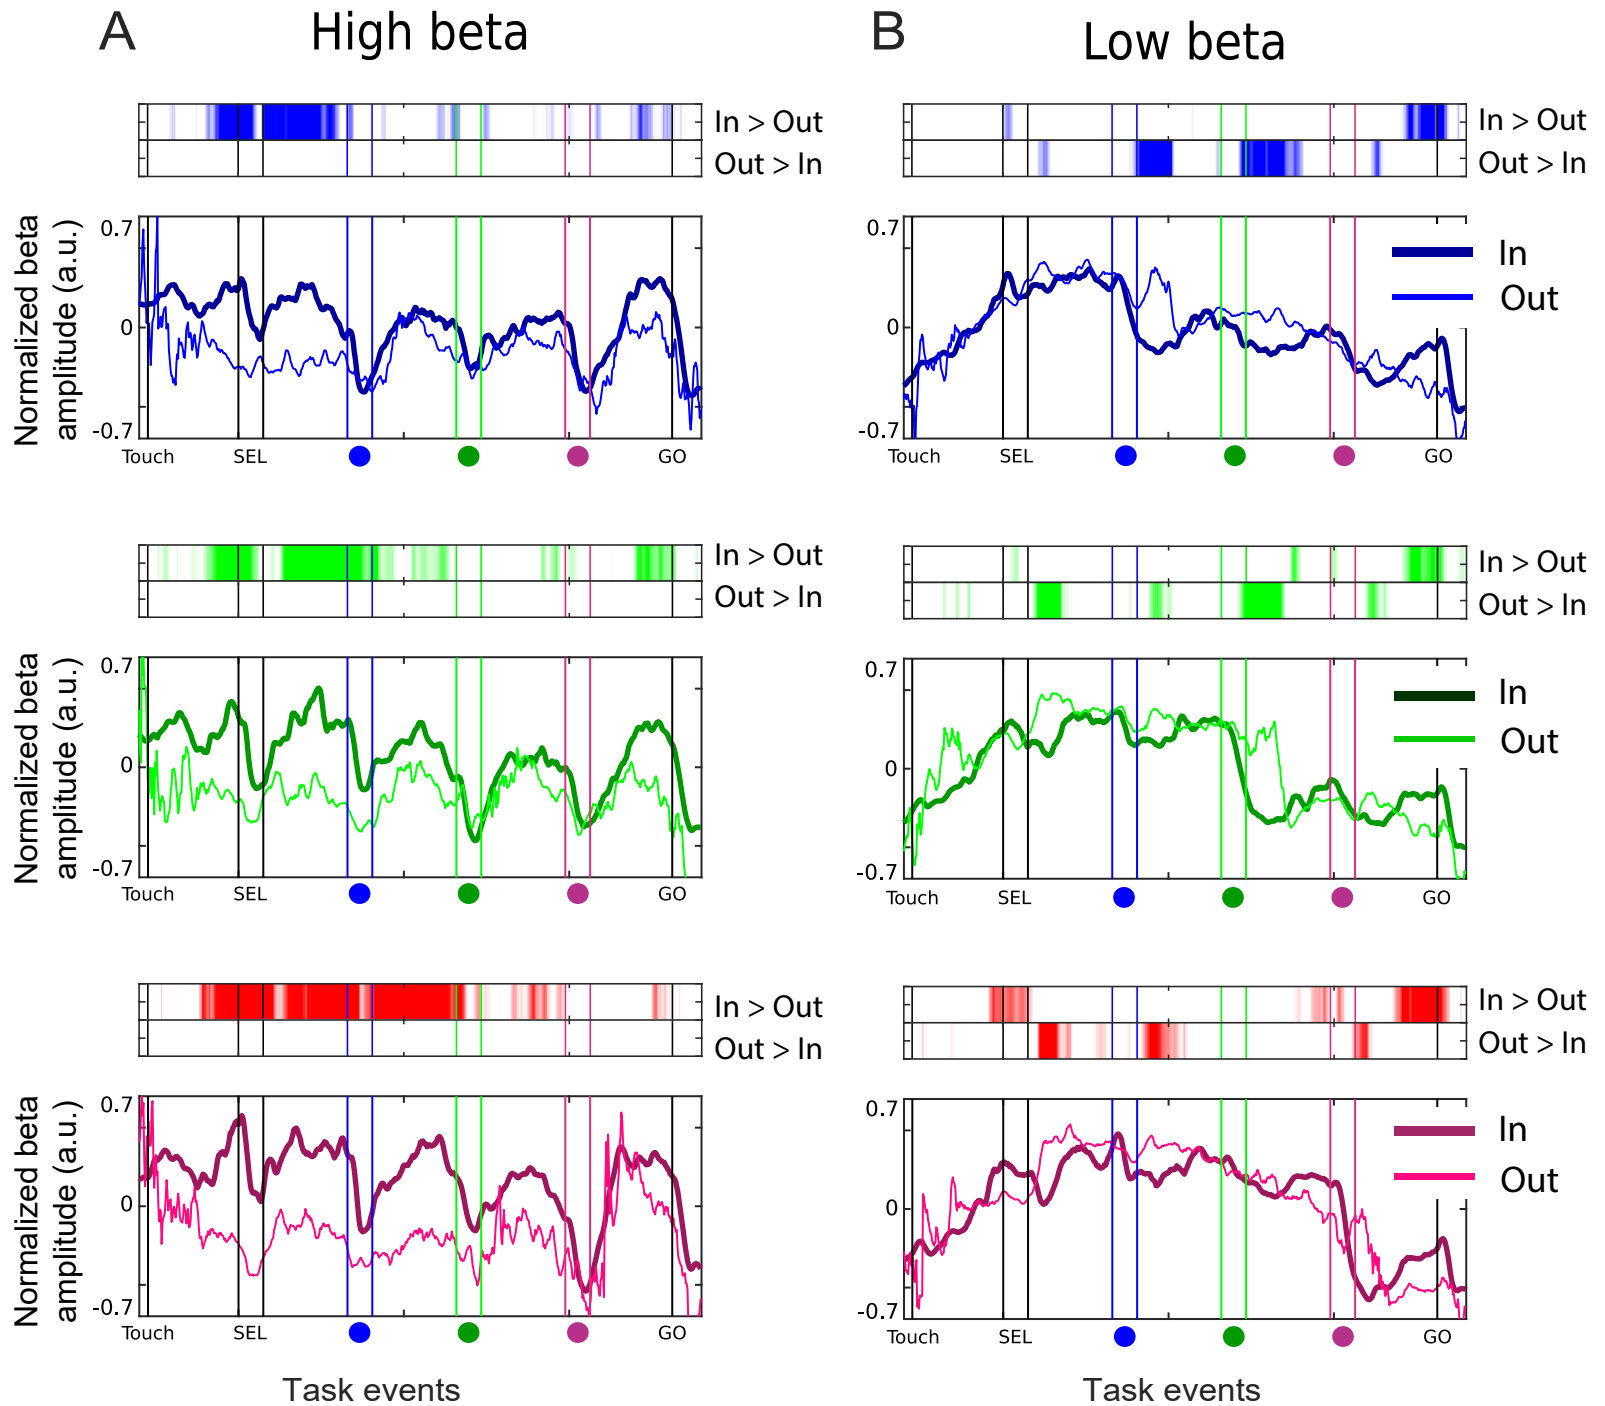 A
High beta
B
Low beta
In > Out
Out > In
In > Out
Out > In
Normalized beta
amplitude (a.u.)
0.7
0
-0.7
Touch
SEL
GO
0.7
0
-0.7
In
Out
Touch
SEL
GO
In > Out
Out > In
In > Out
Out > In
Normalized beta
amplitude (a.u.)
0.7
0
-0.7
Touch
SEL
GO
0.7
0
-0.7
In
Out
Touch
SEL
GO
In > Out
Out > In
In > Out
Out > In
Normalized beta
amplitude (a.u.)
0.7
0
-0.7
Touch
SEL
GO
0.7
0
-0.7
In
Out
Touch
SEL
GO
Task events
Task events